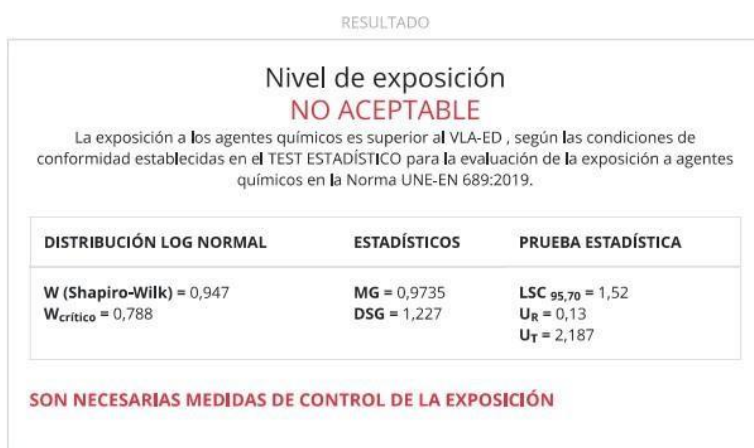 RESULTADO
Nivel de exposición
NO ACEPTABLE
La exposición a los agentes químicos es superior al VLA-ED , según las condiciones de
conformidad establecidas en el TEST ESTADÍSTICO para la evaluación de la exposición a agentes
químicos en la Norma UNE-EN 689:2019.
DISTRIBUCIÓN LOG NORMAL ESTADÍSTICOS PRUEBA ESTADÍSTICA
W (Shapiro-Wilk) = 0,947 MG = 0,9735 LSC 95,70 = 1,52
Wcrítico = 0,788 DSG = 1,227 UR = 0,13
UT = 2,187
SON NECESARIAS MEDIDAS DE CONTROL DE LA EXPOSICIÓN